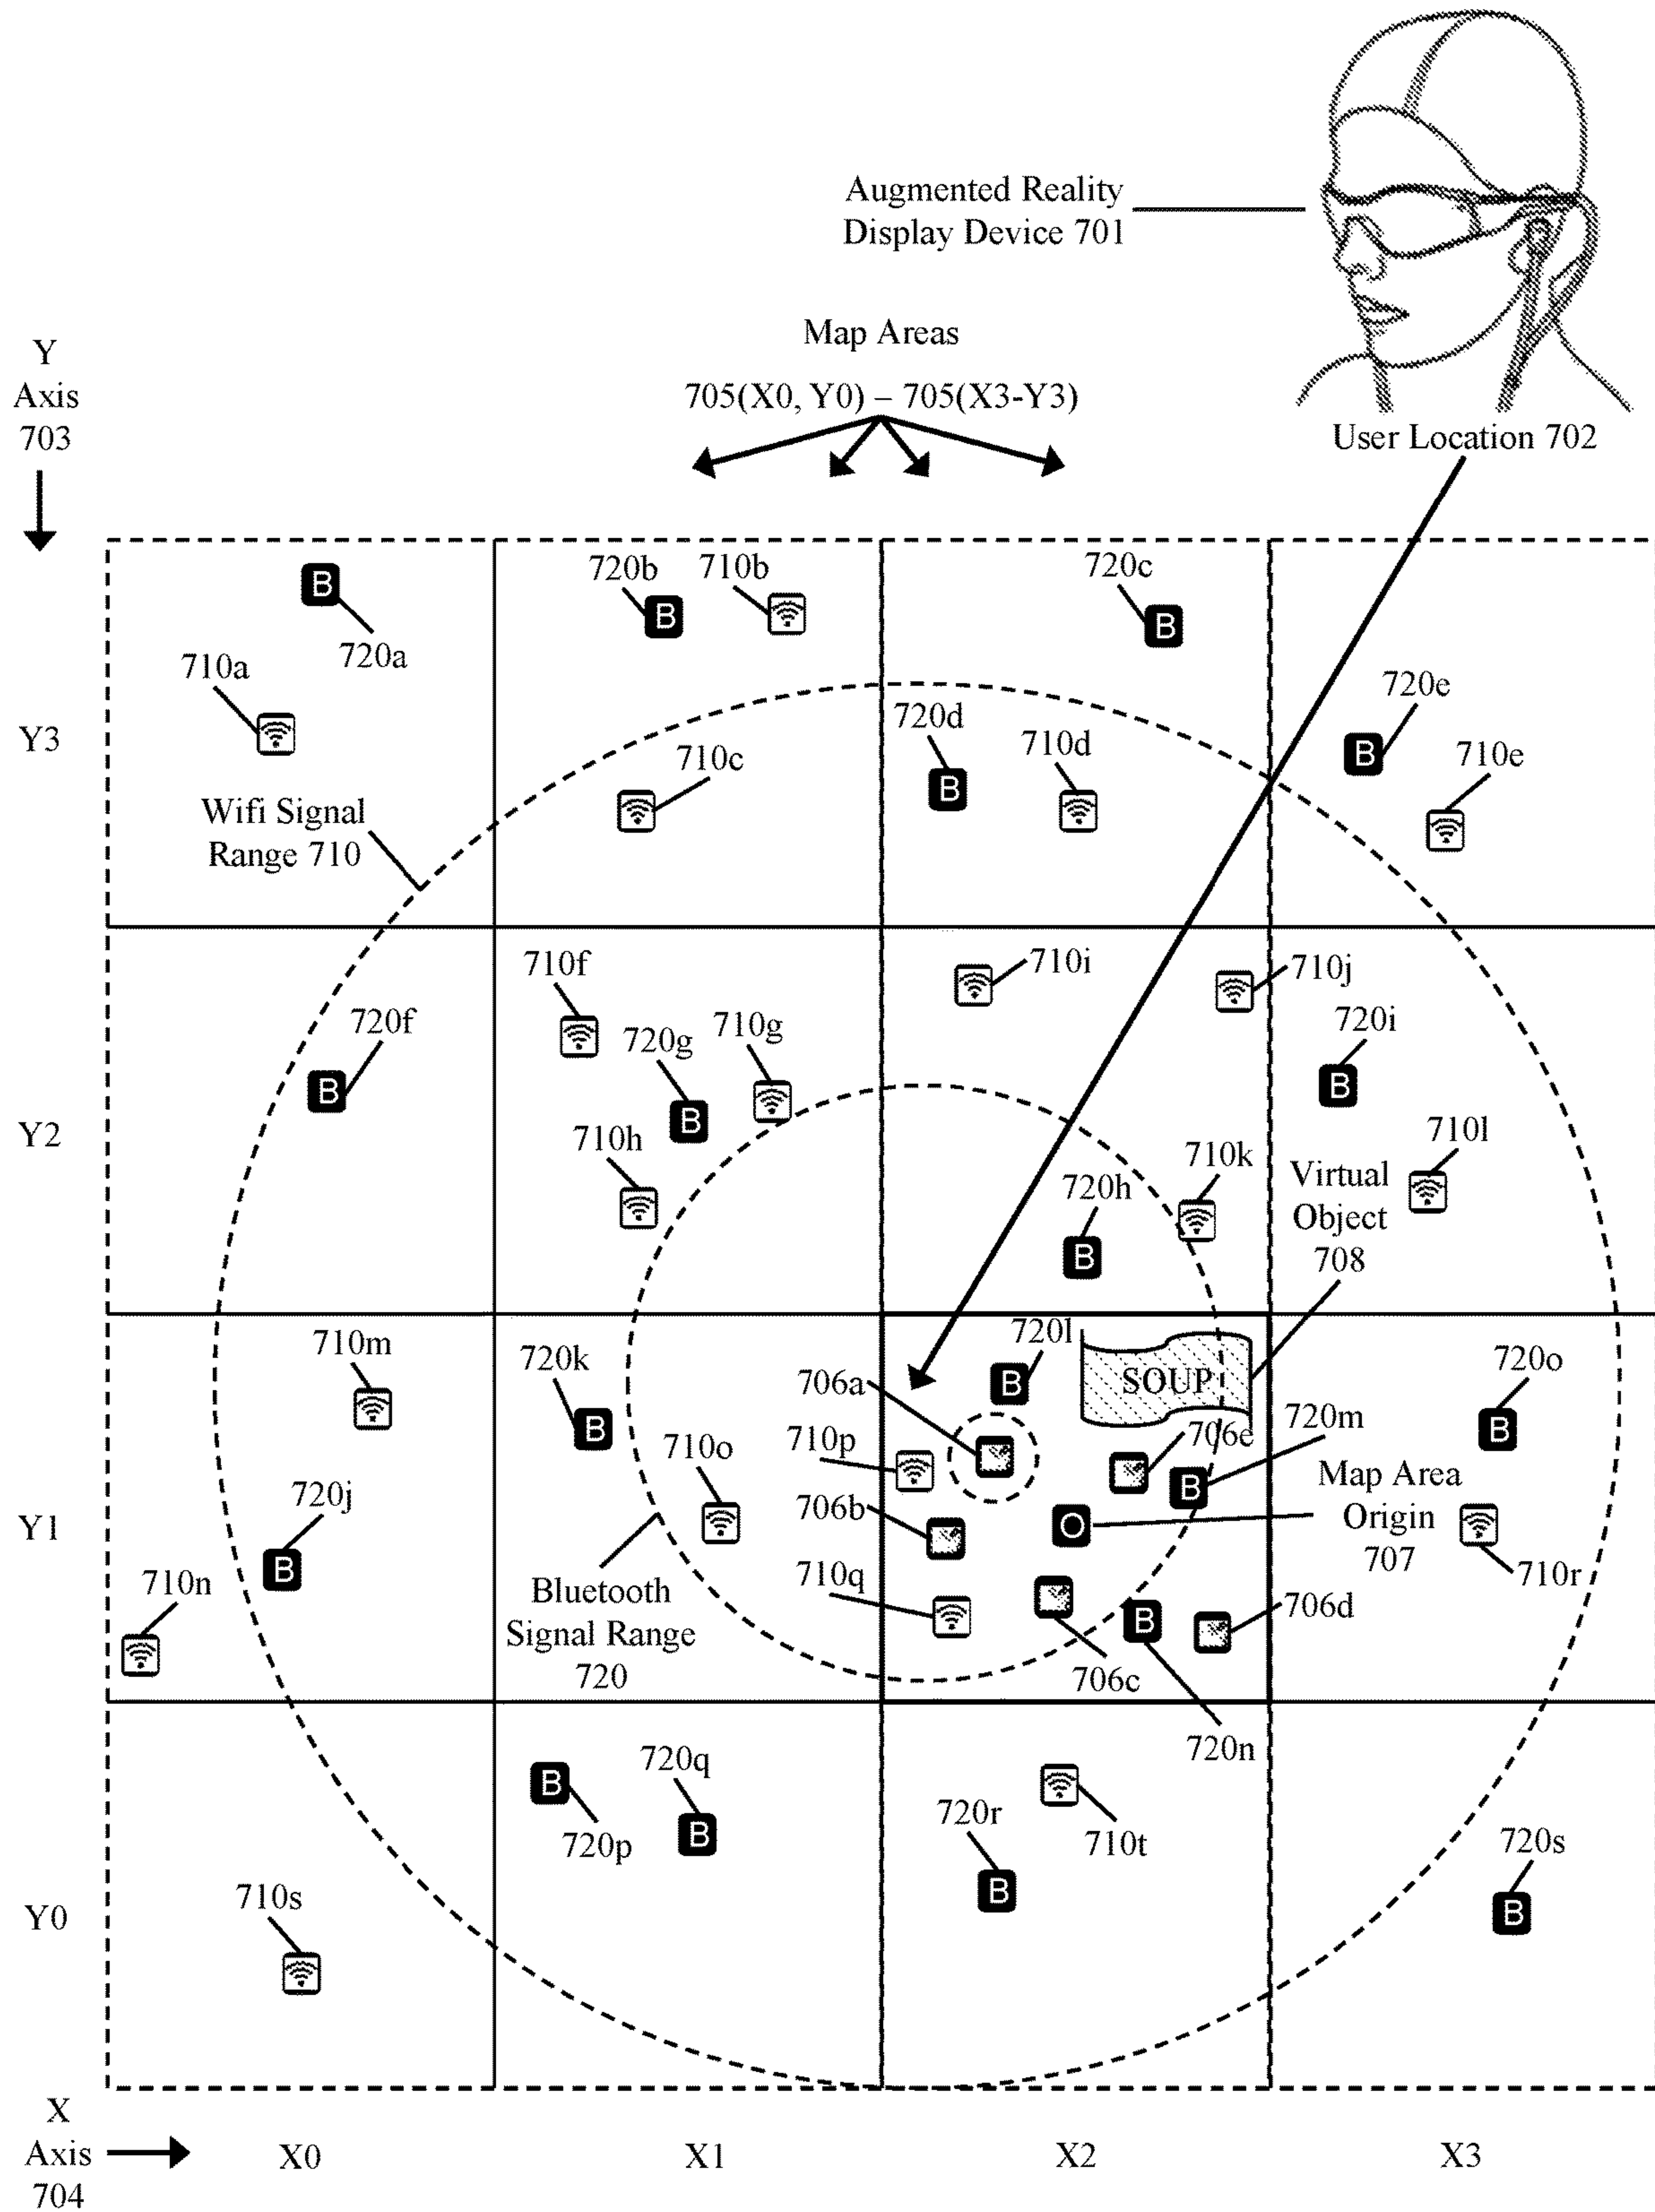 Augmented Reality
Display Device 701
Map Areas
705(X0, Y0) – 705(X3-Y3)
User Location 702
Y
Axis
703
720b
710b
720c
B
B
B
720a
710a
B
720e
720d
710d
710e
Y3
710c
B
B
Wifi Signal
Range 710
710f
710i
710j
720f
720g
710g
720i
B
B
B
Y2
710h
710k
710l
720h
Virtual
Object
708
B
710m
720k
720l
706a
B
SOUP
720o
B
710o
710p
706e
720m
B
720j
706b
B
Map Area
Origin
707
O
Y1
B
710n
Bluetooth
Signal Range
720
710q
B
706d
710r
706c
720n
720q
B
720p
B
720r
710t
720s
710s
B
B
Y0
X
Axis
704
X0
X1
X2
X3